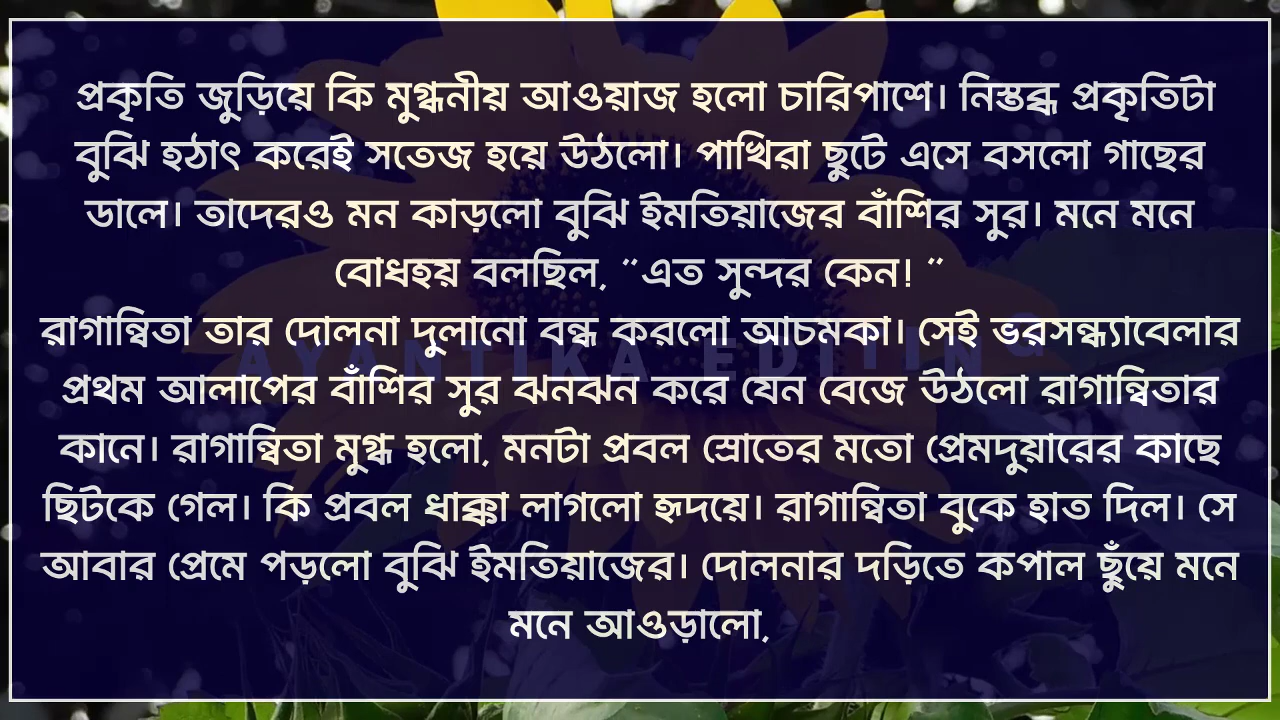 প্রকৃতি জুড়িয়ে কি মুগ্ধনীয় আওয়াজ হলো চারিপাশে। নিস্তব্ধ প্রকৃতিটা
বুঝি হঠাৎ করেই সতেজ হয়ে উঠলো। পাখিরা ছুটে এসে বসলো গাছের
ডালে। তাদেরও মন কাড়লো বুঝি ইমতিয়াজের বাঁশির সুর। মনে মনে
বোধহয় বলছিল, “এত সুন্দর কেন! ”
রাগান্বিতা তার দোলনা দুলানো বন্ধ করলো আচমকা। সেই ভরসন্ধ্যাবেলার
প্রথম আলাপের বাঁশির সুর ঝনঝন করে যেন বেজে উঠলো রাগান্বিতার
কানে। রাগান্বিতা মুগ্ধ হলো, মনটা প্রবল স্রোতের মতো প্রেমদুয়ারের কাছে
ছিটকে গেল। কি প্রবল ধাক্কা লাগলো হৃদয়ে। রাগান্বিতা বুকে হাত দিল। সে
আবার প্রেমে পড়লো বুঝি ইমতিয়াজের। দোলনার দড়িতে কপাল ছুঁয়ে মনে
মনে আওড়ালো,
AYANTIKA EDITING